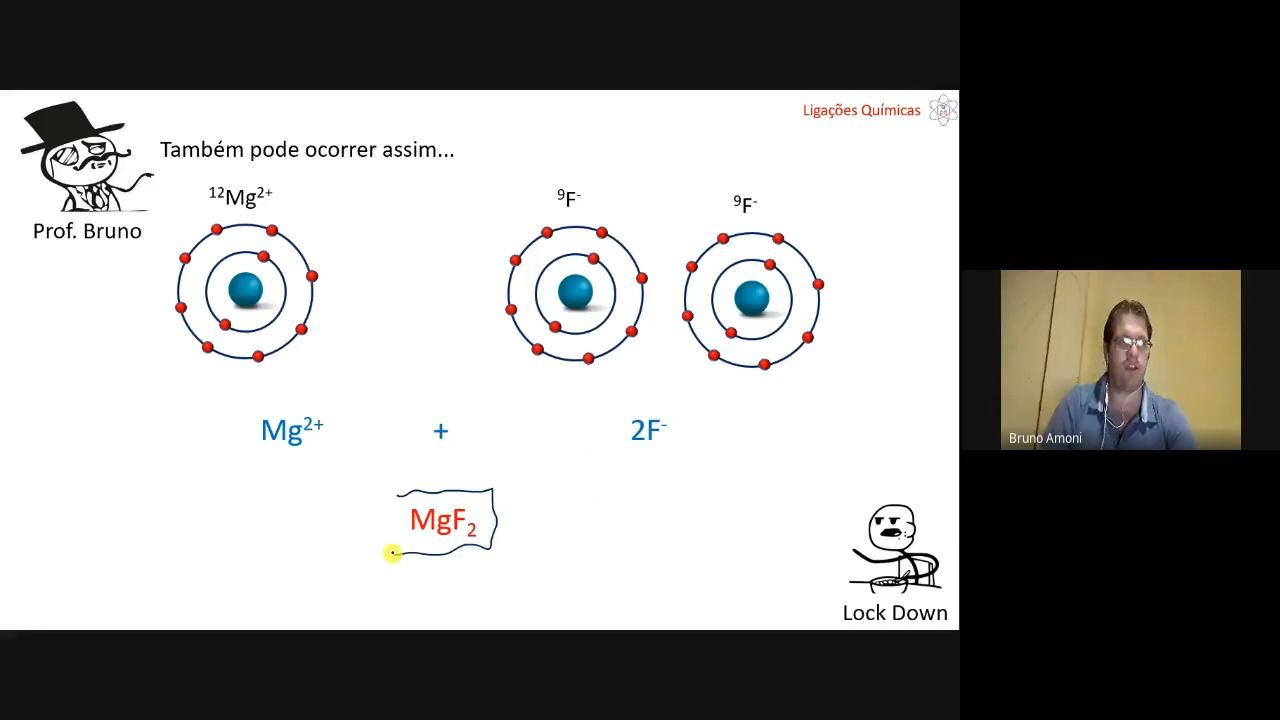 Ligações Químicas
Também pode ocorrer assim...
Prof. Bruno
¹²Mg²⁺
⁹F⁻
⁹F⁻
Mg²⁺ + 2F⁻
MgF₂
Bruno Amoni
Lock Down